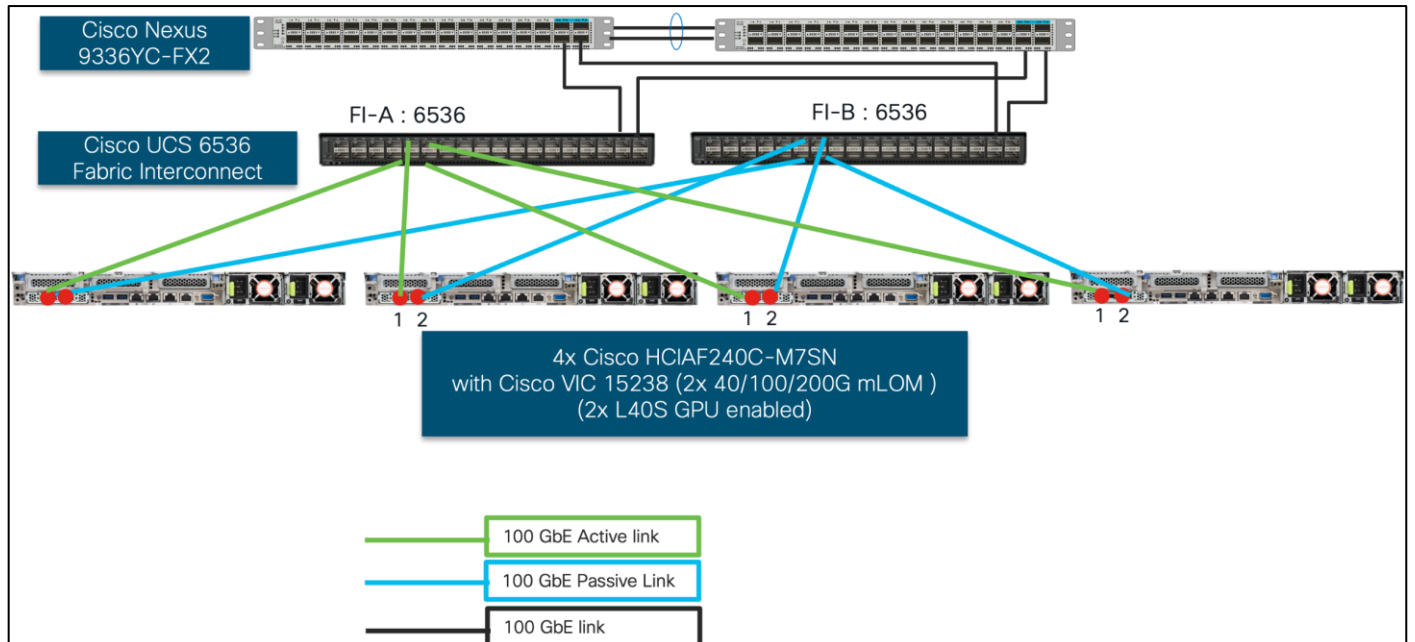 Cisco Nexus
9336YC-FX2
FI-A : 6536
FI-B : 6536
Cisco UCS 6536
Fabric Interconnect
1 2
1 2
1 2
4x Cisco HCIAF240C-M7SN
with Cisco VIC 15238 (2x 40/100/200G mLOM )
(2x L40S GPU enabled)
100 GbE Active link
100 GbE Passive Link
100 GbE link